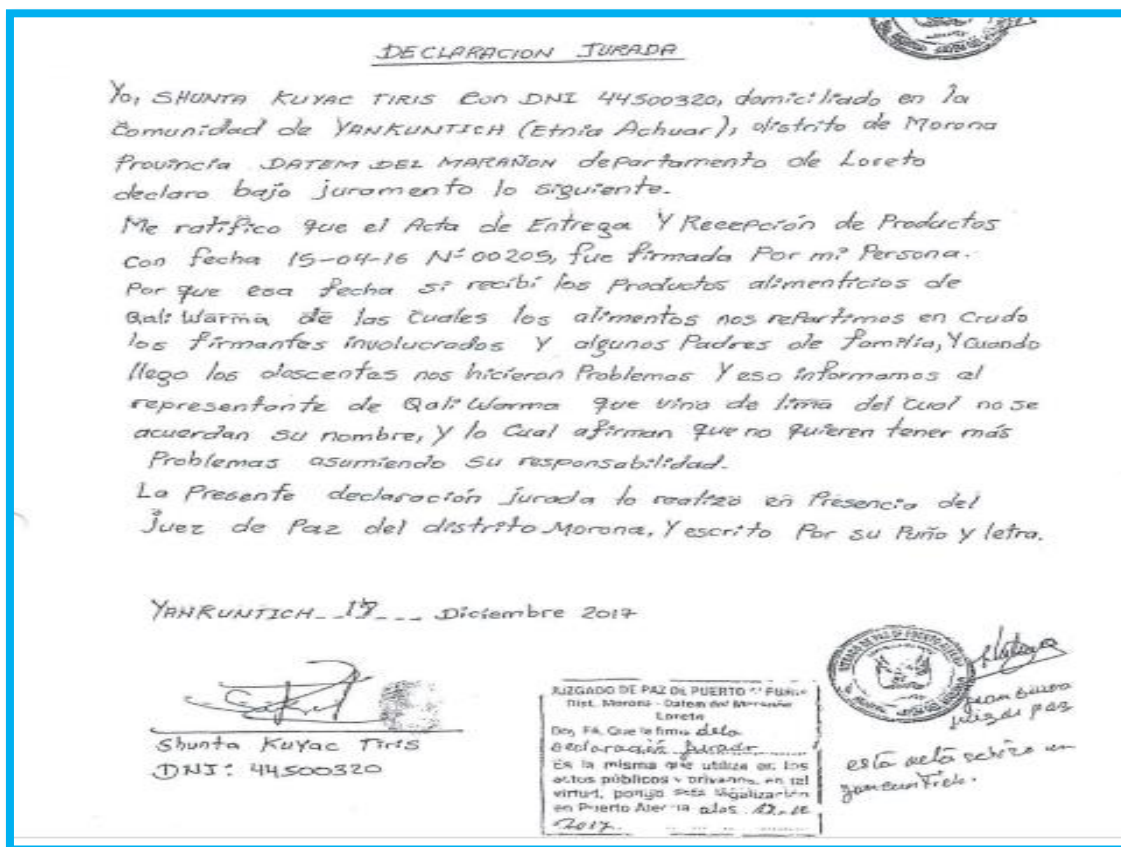 DECLARACION JURADA
Yo, SHUNTA KUYAC TIRIS con DNI 44500320, domiciliado en la
Comunidad de YANKUNTICH (Etnia Achuar), distrito de Morona
Provincia DATEM DEL MARAÑON departamento de Loreto
declaro bajo juramento lo siguiente.
Me ratifico que el Acta de Entrega Y Recepción de Productos
con fecha 15-04-16 N° 00205, fue firmada Por mi Persona.
Por que esa fecha si recibí los Productos alimenticios de
Qali Warma de las cuales los alimentos nos repartimos en Crudo
los firmantes involucrados Y algunos Padres de familia, Y cuando
llego los doscentes nos hicieron Problemas Y eso informamos al
representante de Qali Warma que vino de lima del cual no se
acuerdan su nombre, Y lo Cual afirman que no quieren tener más
Problemas asumiendo su responsabilidad.
La Presente declaración jurada lo realizo en Presencia del
Juez de Paz del distrito Morona, Y escrito Por su Puño y letra.
YANKUNTICH Diciembre 2017
Shunta Kuyac Tiris
DNI: 44500320
JUZGADO DE PAZ DE PUERTO
Dist. Morona - Datem del Marañón
Loreto
Doy Fé, Que la firma de la
declaración Jurada
Es la misma que utiliza en los
actos públicos y privados, en tal
virtud, pongo esta legalización
en Puerto a los
2017.
juez de paz
esta acta se hizo en